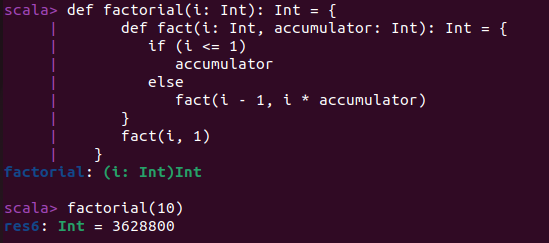 scala> def factorial(i: Int): Int = {
     |       def fact(i: Int, accumulator: Int): Int = {
     |          if (i <= 1)
     |             accumulator
     |          else
     |             fact(i - 1, i * accumulator)
     |       }
     |       fact(i, 1)
     |    }
factorial: (i: Int)Int

scala> factorial(10)
res6: Int = 3628800